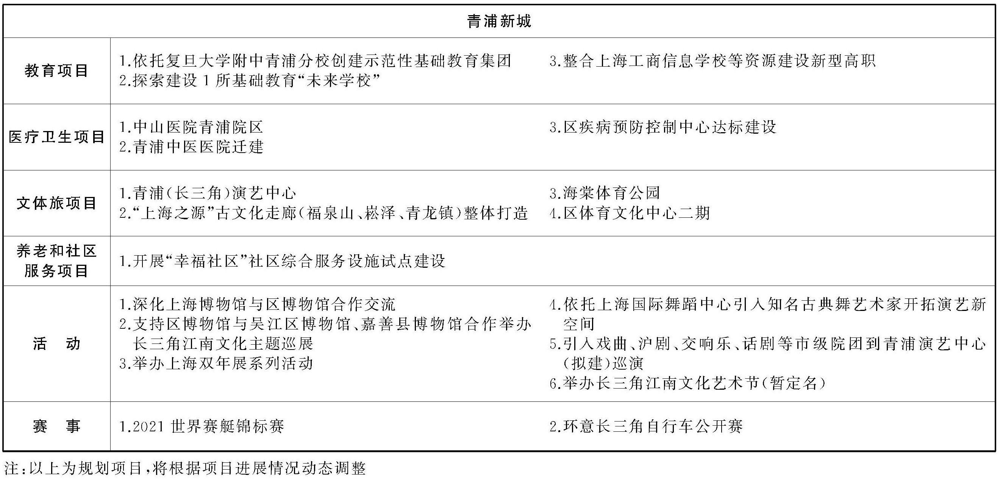 青浦新城
教育项目
1.依托复旦大学附中青浦分校创建示范性基础教育集团
2.探索建设1所基础教育“未来学校”
3.整合上海工商信息学校等资源建设新型高职
医疗卫生项目
1.中山医院青浦院区
2.青浦中医医院迁建
3.区疾病预防控制中心达标建设
文体旅项目
1.青浦(长三角)演艺中心
2.“上海之源”古文化走廊(福泉山、崧泽、青龙镇)整体打造
3.海棠体育公园
4.区体育文化中心二期
养老和社区
服务项目
1.开展“幸福社区”社区综合服务设施试点建设
活 动
1.深化上海博物馆与区博物馆合作交流
2.支持区博物馆与吴江区博物馆、嘉善县博物馆合作举办
长三角江南文化主题巡展
3.举办上海双年展系列活动
4.依托上海国际舞蹈中心引入知名古典舞艺术家开拓演艺新
空间
5.引入戏曲、沪剧、交响乐、话剧等市级院团到青浦演艺中心
(拟建)巡演
6.举办长三角江南文化艺术节(暂定名)
赛 事
1.2021世界赛艇锦标赛
2.环意长三角自行车公开赛
注:以上为规划项目,将根据项目进展情况动态调整